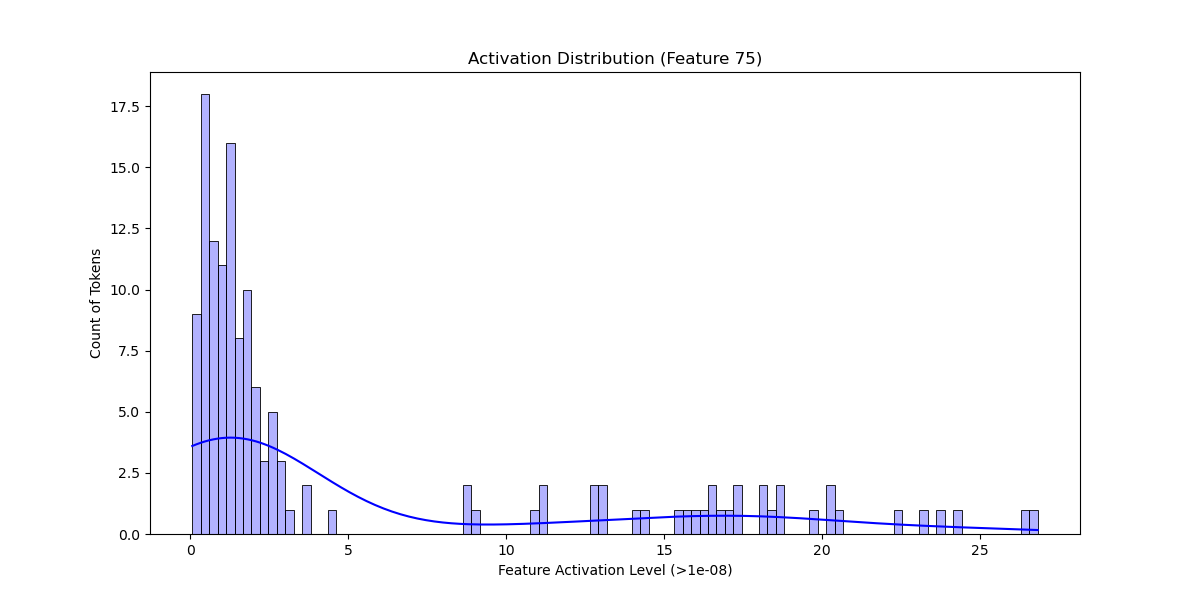 Activation Distribution (Feature 75)
17.5
15.0
12.5
10.0
7.5
5.0
2.5
0.0
Count of Tokens
0 5 10 15 20 25
Feature Activation Level (>1e-08)